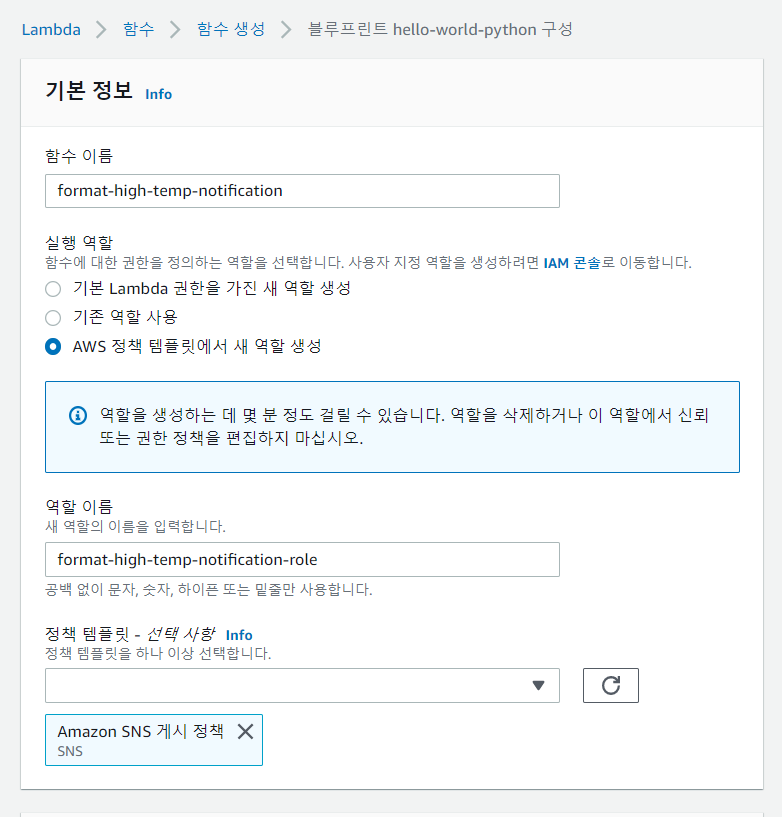 Lambda > 함수 > 함수 생성 > 블루프린트 hello-world-python 구성
기본 정보 Info
함수 이름
format-high-temp-notification
실행 역할
함수에 대한 권한을 정의하는 역할을 선택합니다. 사용자 지정 역할을 생성하려면 IAM 콘솔로 이동합니다.
기본 Lambda 권한을 가진 새 역할 생성
기존 역할 사용
AWS 정책 템플릿에서 새 역할 생성
역할을 생성하는 데 몇 분 정도 걸릴 수 있습니다. 역할을 삭제하거나 이 역할에서 신뢰
또는 권한 정책을 편집하지 마십시오.
역할 이름
새 역할의 이름을 입력합니다.
format-high-temp-notification-role
공백 없이 문자, 숫자, 하이픈 또는 밑줄만 사용합니다.
정책 템플릿 - 선택 사항 Info
정책 템플릿을 하나 이상 선택합니다.
Amazon SNS 게시 정책
SNS